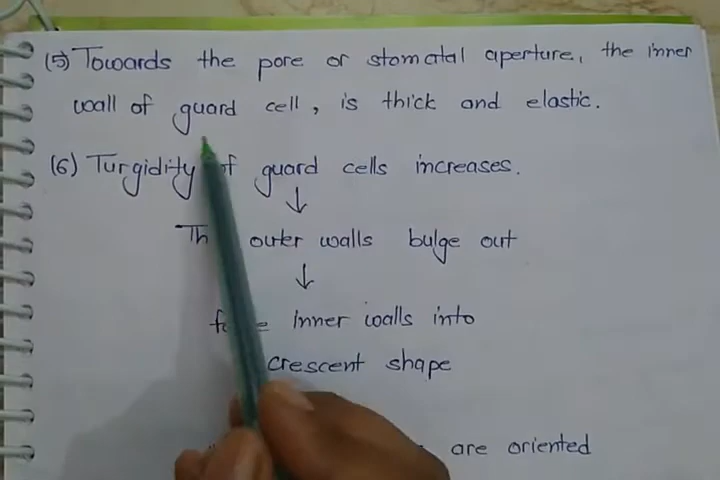 (5) Towards the pore or stomatal aperture, the inner
wall of guard cell, is thick and elastic.
(6) Turgidity of guard cells increases.
↓
outer walls bulge out
↓
inner walls into
crescent shape
are oriented